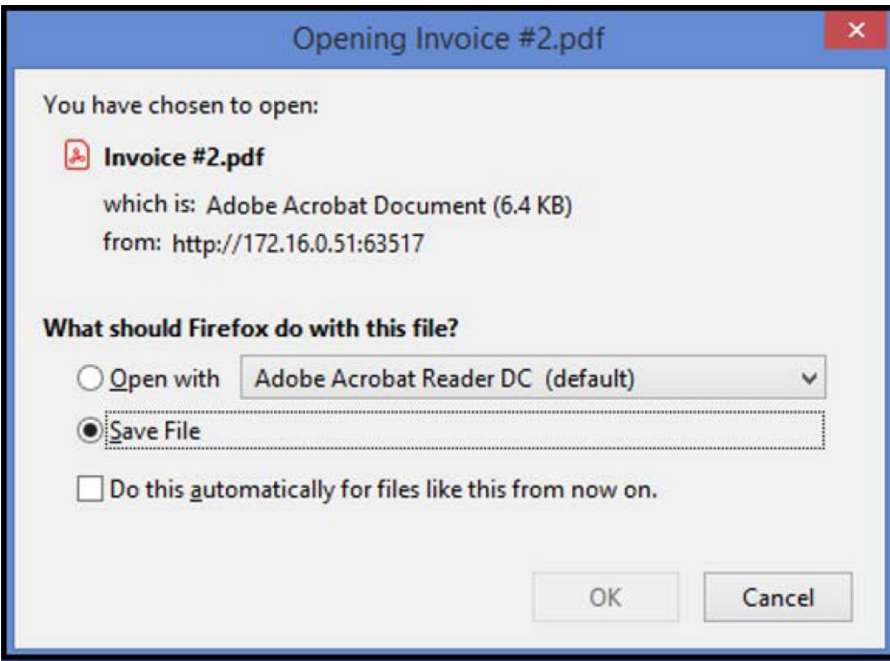 Opening Invoice #2.pdf
You have chosen to open:
Invoice #2.pdf
which is: Adobe Acrobat Document (6.4 KB)
from: http://172.16.0.51:63517
What should Firefox do with this file?
Open with Adobe Acrobat Reader DC (default)
Save File
Do this automatically for files like this from now on.
OK Cancel